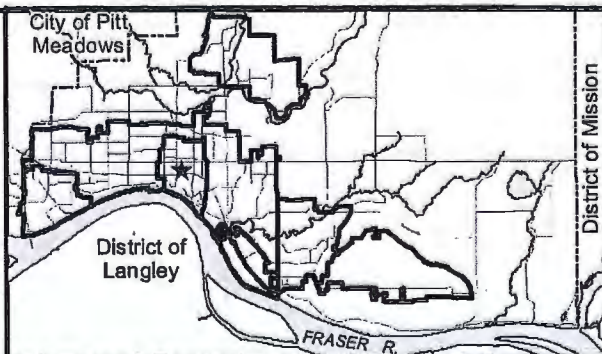 City of Pitt
Meadows
District of Mission
District of
Langley
FRASER R.